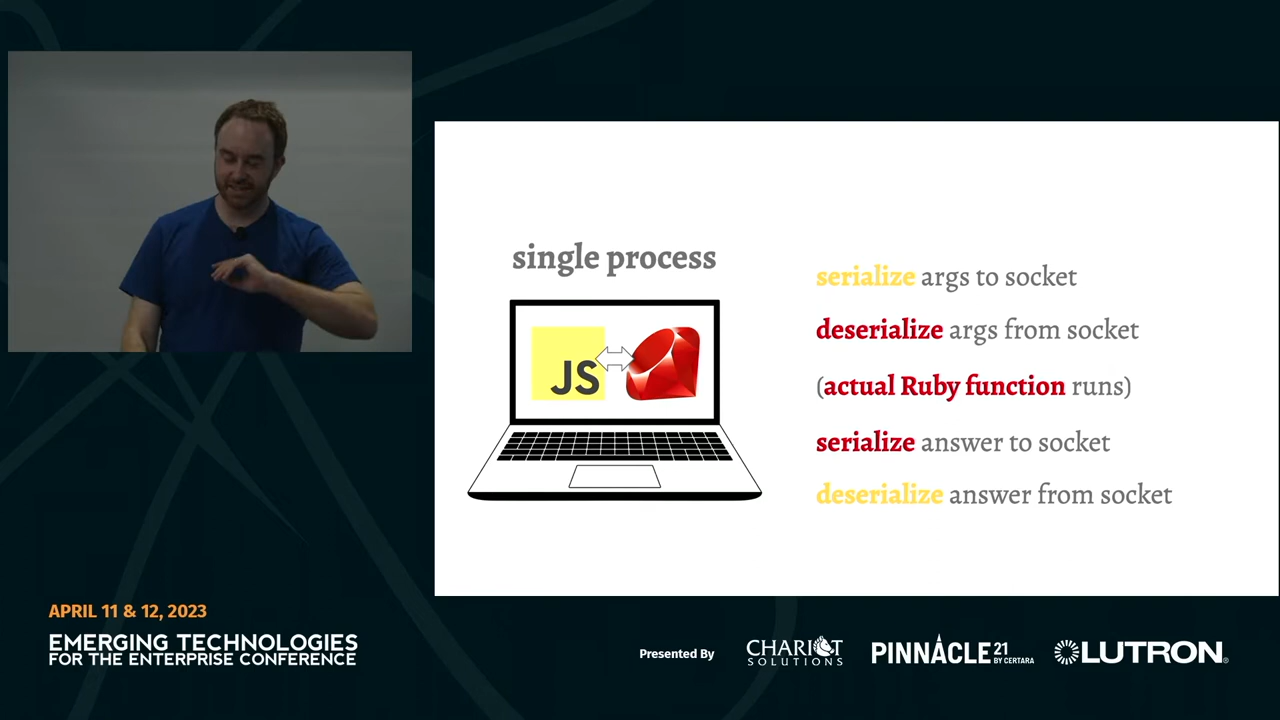 single process
JS
serialize args to socket
deserialize args from socket
(actual Ruby function runs)
serialize answer to socket
deserialize answer from socket
APRIL 11 & 12, 2023
EMERGING TECHNOLOGIES
FOR THE ENTERPRISE CONFERENCE
Presented By
CHARIOT
SOLUTIONS
PINNACLE 21
BY CERTARA
LUTRON